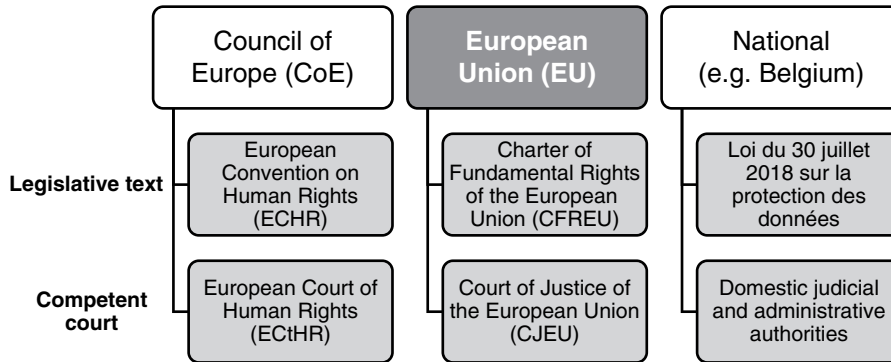 Council of
Europe (CoE)
European
Union (EU)
National
(e.g. Belgium)
Legislative text
European
Convention on
Human Rights
(ECHR)
Charter of
Fundamental Rights
of the European
Union (CFREU)
Loi du 30 juillet
2018 sur la
protection des
données
Competent
court
European Court of
Human Rights
(ECtHR)
Court of Justice of
the European Union
(CJEU)
Domestic judicial
and administrative
authorities